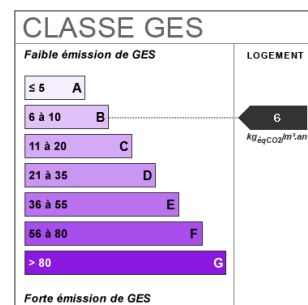 CLASSE GES
Faible émission de GES
LOGEMENT
≤ 5 A
6 à 10 B
6
kgéqCO2/m².an
11 à 20 C
21 à 35 D
36 à 55 E
56 à 80 F
> 80 G
Forte émission de GES